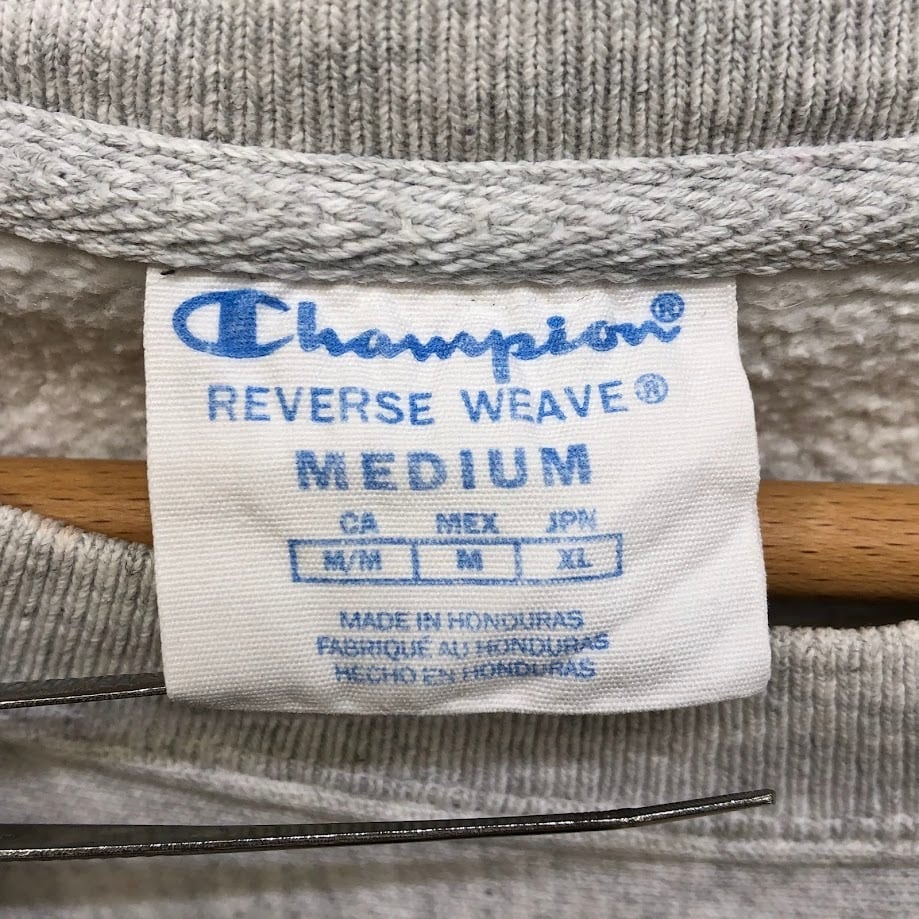 Champion®
REVERSE WEAVE®
MEDIUM
CA MEX JPN
M/M M XL
MADE IN HONDURAS
FABRIQUÉ AU HONDURAS
HECHO EN HONDURAS